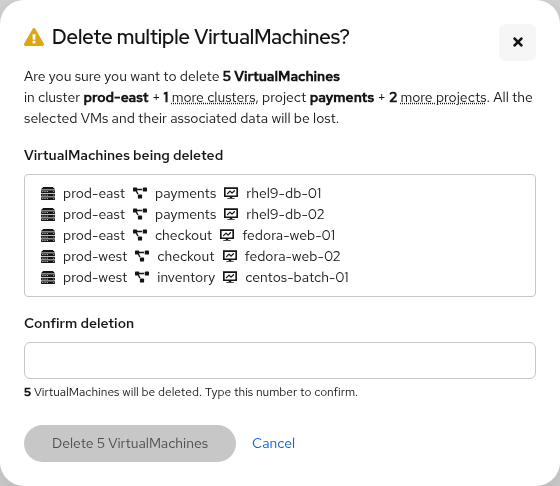 Delete multiple VirtualMachines?
Are you sure you want to delete 5 VirtualMachines
in cluster prod-east + 1 more clusters, project payments + 2 more projects. All the
selected VMs and their associated data will be lost.
VirtualMachines being deleted
prod-east payments rhel9-db-01
prod-east payments rhel9-db-02
prod-east checkout fedora-web-01
prod-west checkout fedora-web-02
prod-west inventory centos-batch-01
Confirm deletion
5 VirtualMachines will be deleted. Type this number to confirm.
Delete 5 VirtualMachines Cancel